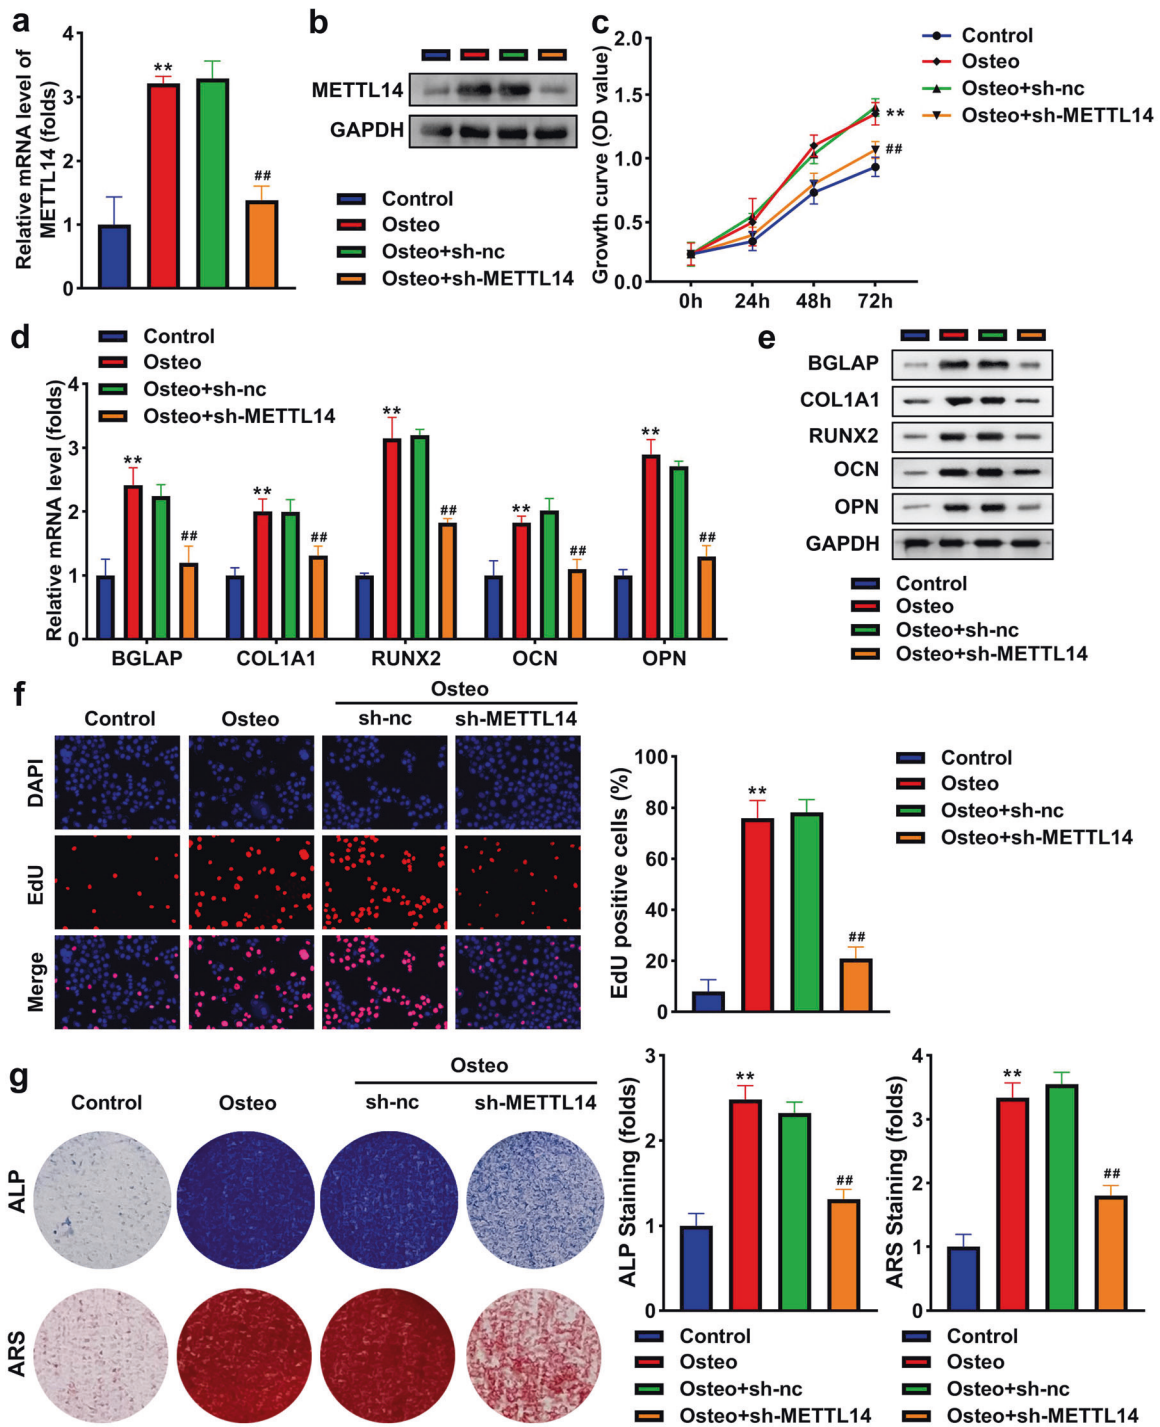 a
Relative mRNA level of
METTL14 (folds)
4
3
2
1
0
**
##
b
METTL14
GAPDH
Control
Osteo
Osteo+sh-nc
Osteo+sh-METTL14
c
Growth curve (OD value)
2.0
1.5
1.0
0.5
0.0
0h 24h 48h 72h
**
##
Control
Osteo
Osteo+sh-nc
Osteo+sh-METTL14
d
Control
Osteo
Osteo+sh-nc
Osteo+sh-METTL14
Relative mRNA level (folds)
4
3
2
1
0
** ## ** ## ** ## ** ## ** ##
BGLAP COL1A1 RUNX2 OCN OPN
e
BGLAP
COL1A1
RUNX2
OCN
OPN
GAPDH
Control
Osteo
Osteo+sh-nc
Osteo+sh-METTL14
f
Osteo
Control Osteo sh-nc sh-METTL14
DAPI
EdU
Merge
EdU positive cells (%)
100
80
60
40
20
0
**
##
Control
Osteo
Osteo+sh-nc
Osteo+sh-METTL14
g
Osteo
Control Osteo sh-nc sh-METTL14
ALP
ARS
ALP Staining (folds)
3
2
1
0
**
##
Control
Osteo
Osteo+sh-nc
Osteo+sh-METTL14
ARS Staining (folds)
4
3
2
1
0
**
##
Control
Osteo
Osteo+sh-nc
Osteo+sh-METTL14